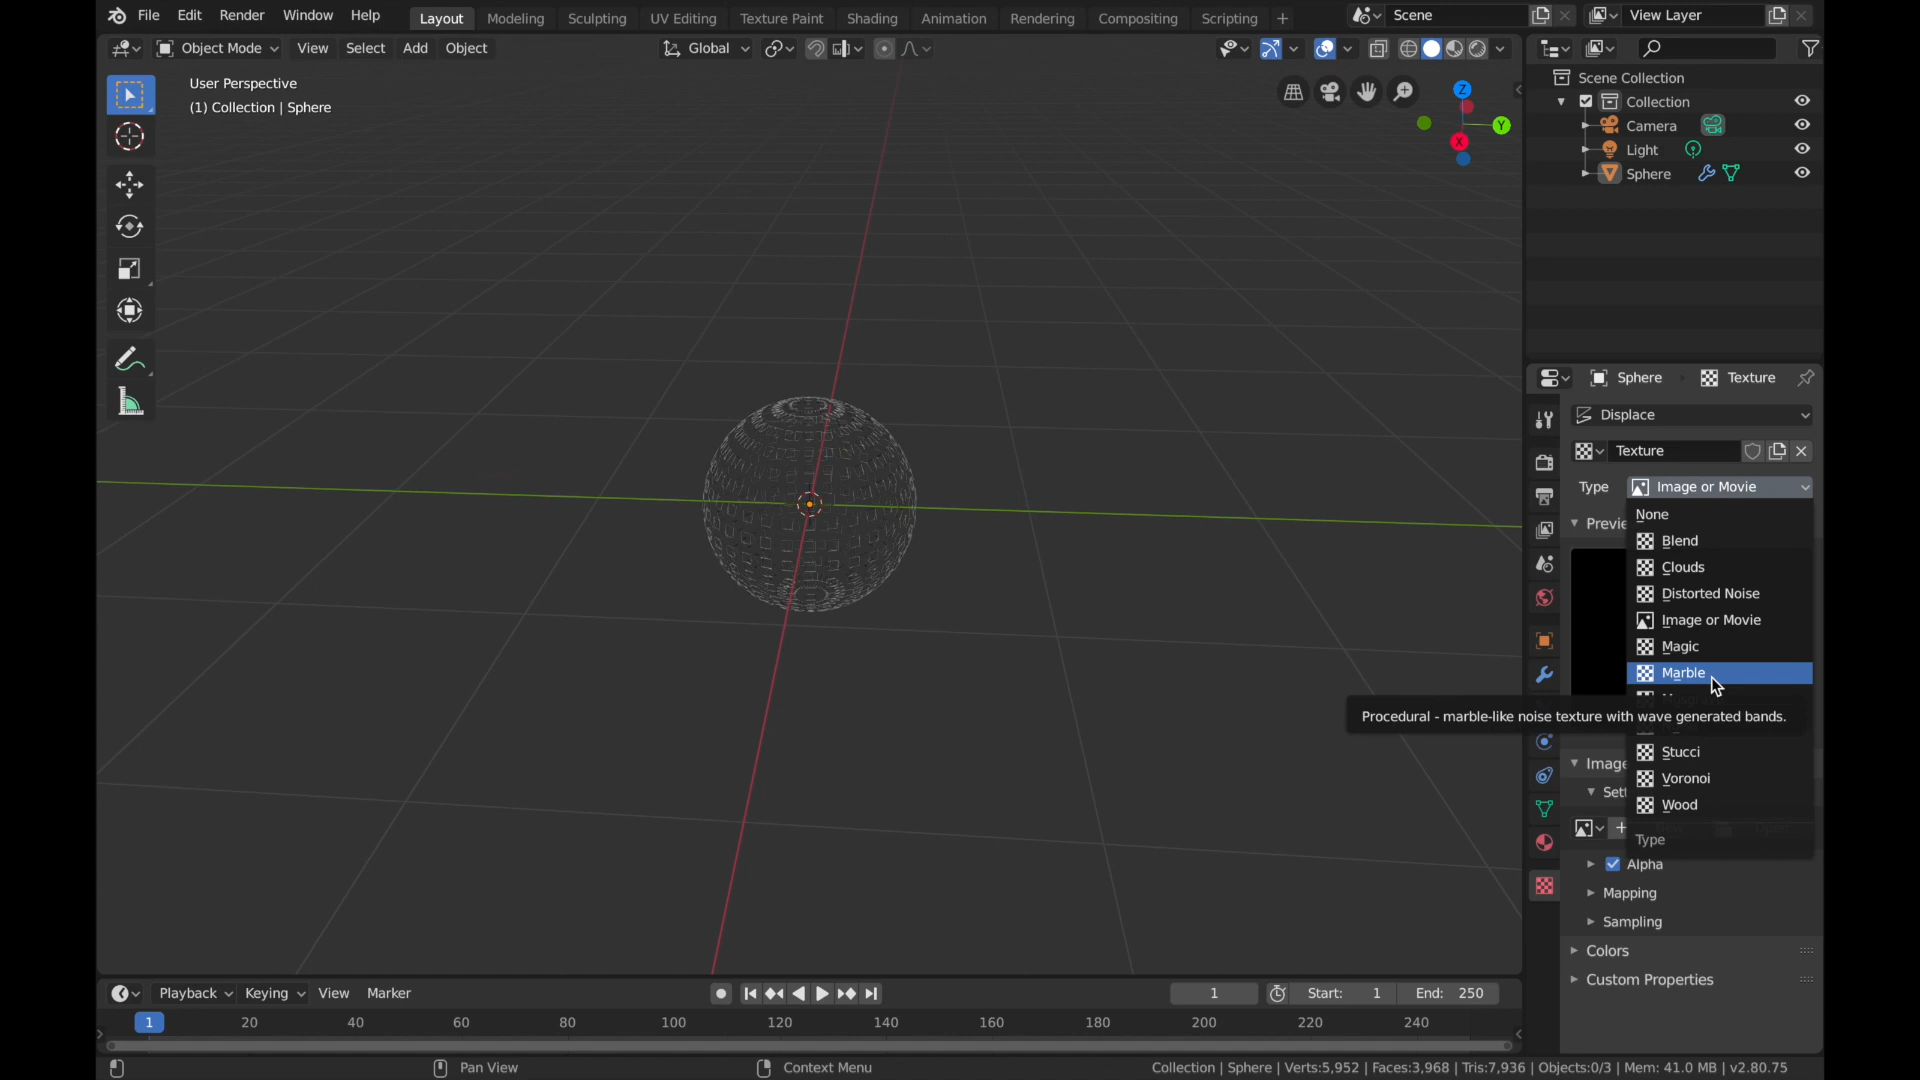 File Edit Render Window Help Layout Modeling Sculpting UV Editing Texture Paint Shading Animation Rendering Compositing Scripting + Scene View Layer
Object Mode View Select Add Object Global
User Perspective
(1) Collection | Sphere
Z
Y
X
Scene Collection
Collection
Camera
Light
Sphere
Sphere Texture
Displace
Texture
Type Image or Movie
None
Previe
Blend
Clouds
Distorted Noise
Image or Movie
Magic
Marble
Procedural - marble-like noise texture with wave generated bands.
Stucci
Image
Voronoi
Sett
Wood
Type
Alpha
Mapping
Sampling
Colors
Custom Properties
Playback Keying View Marker 1 Start: 1 End: 250
1 20 40 60 80 100 120 140 160 180 200 220 240
Pan View Context Menu Collection | Sphere | Verts:5,952 | Faces:3,968 | Tris:7,936 | Objects:0/3 | Mem: 41.0 MB | v2.80.75